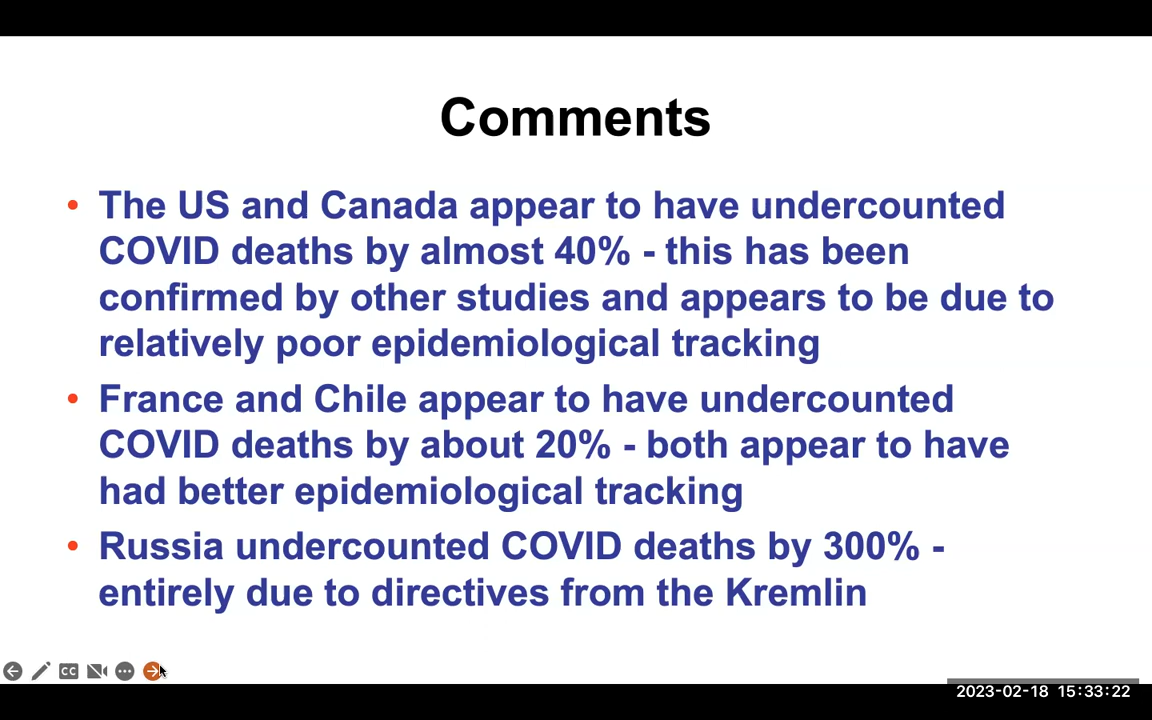 Comments
• The US and Canada appear to have undercounted
COVID deaths by almost 40% - this has been
confirmed by other studies and appears to be due to
relatively poor epidemiological tracking
• France and Chile appear to have undercounted
COVID deaths by about 20% - both appear to have
had better epidemiological tracking
• Russia undercounted COVID deaths by 300% -
entirely due to directives from the Kremlin
CC
2023-02-18 15:33:22